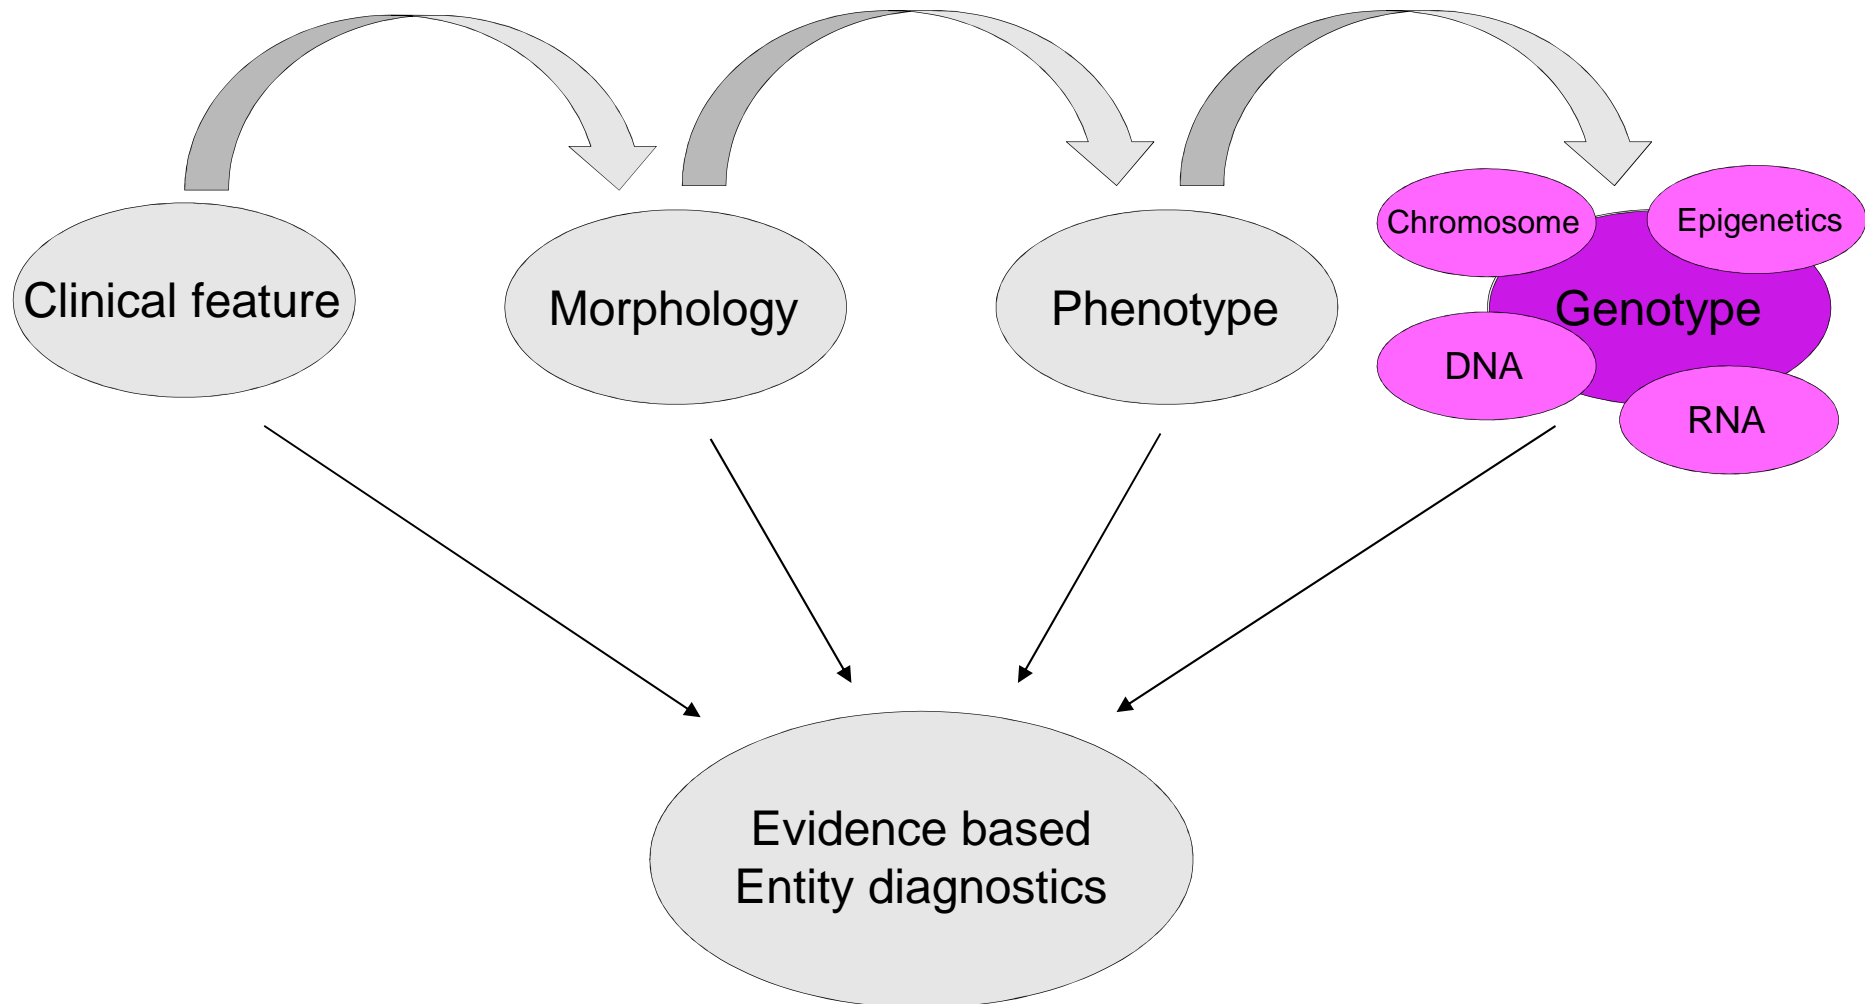 Chromosome
Epigenetics
Clinical feature
Morphology
Phenotype
Genotype
DNA
RNA
Evidence based
Entity diagnostics